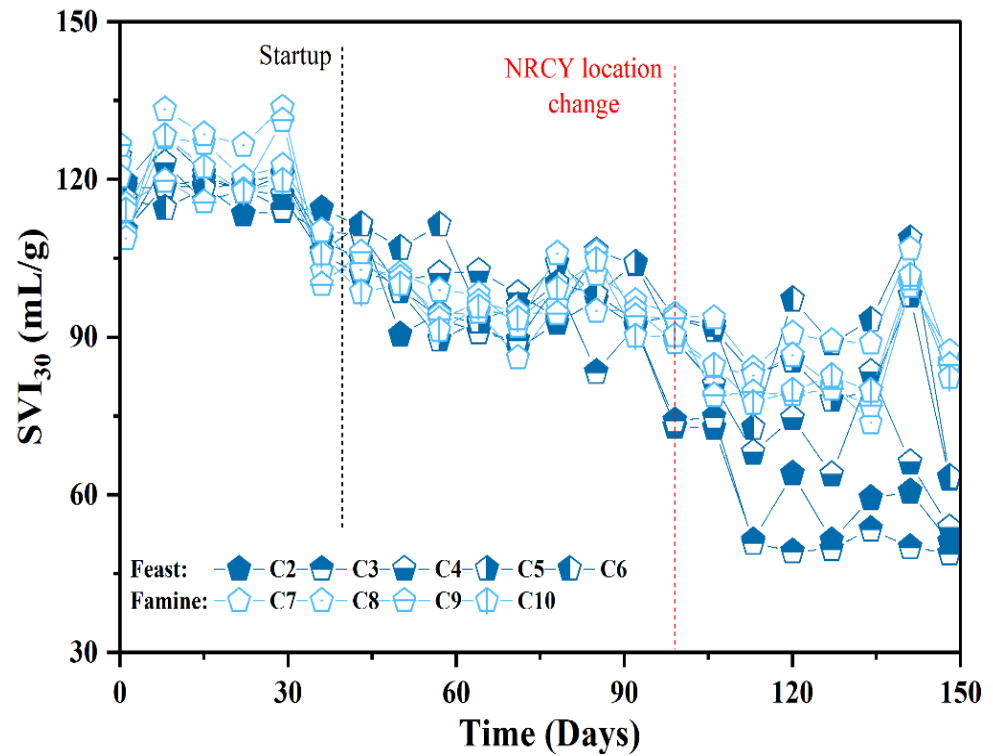 150
120
90
60
30
SVI₃₀ (mL/g)
Startup
NRCY location
change
Feast: C2 C3 C4 C5 C6
Famine: C7 C8 C9 C10
0 30 60 90 120 150
Time (Days)